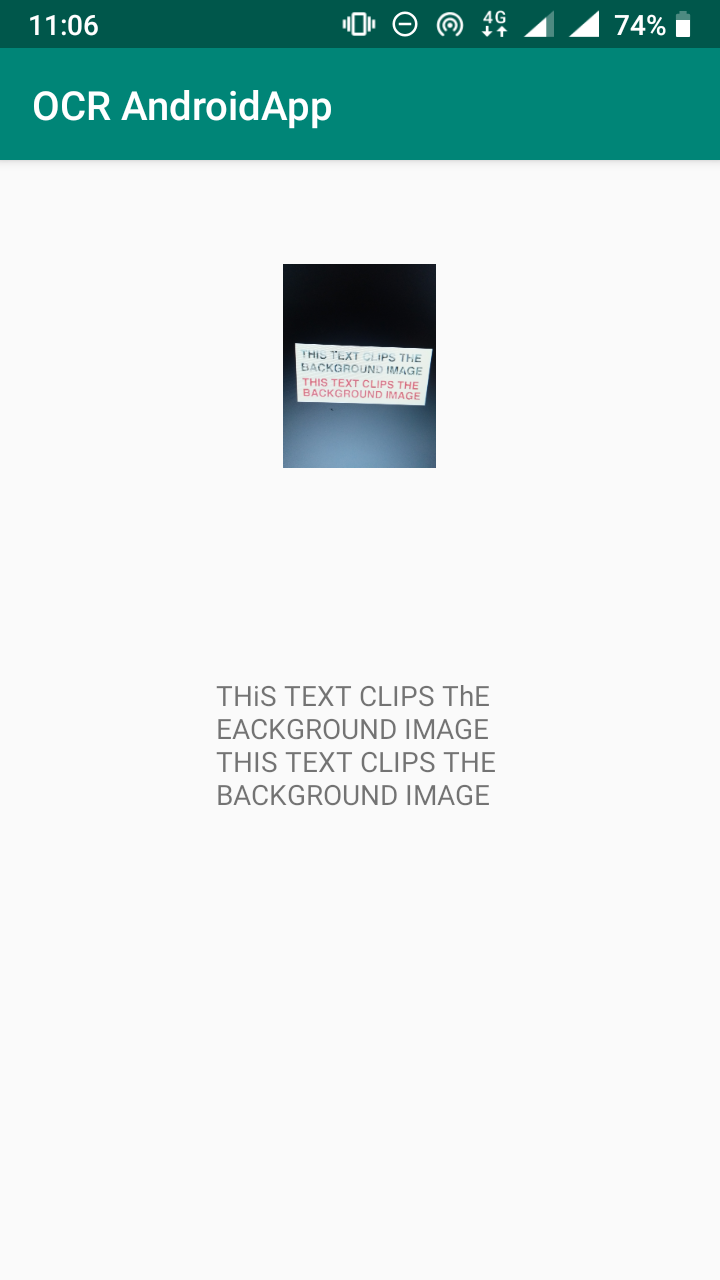 11:06
4G
74%
OCR AndroidApp
THIS TEXT CLIPS THE
BACKGROUND IMAGE
THIS TEXT CLIPS THE
BACKGROUND IMAGE
THiS TEXT CLIPS ThE
EACKGROUND IMAGE
THIS TEXT CLIPS THE
BACKGROUND IMAGE